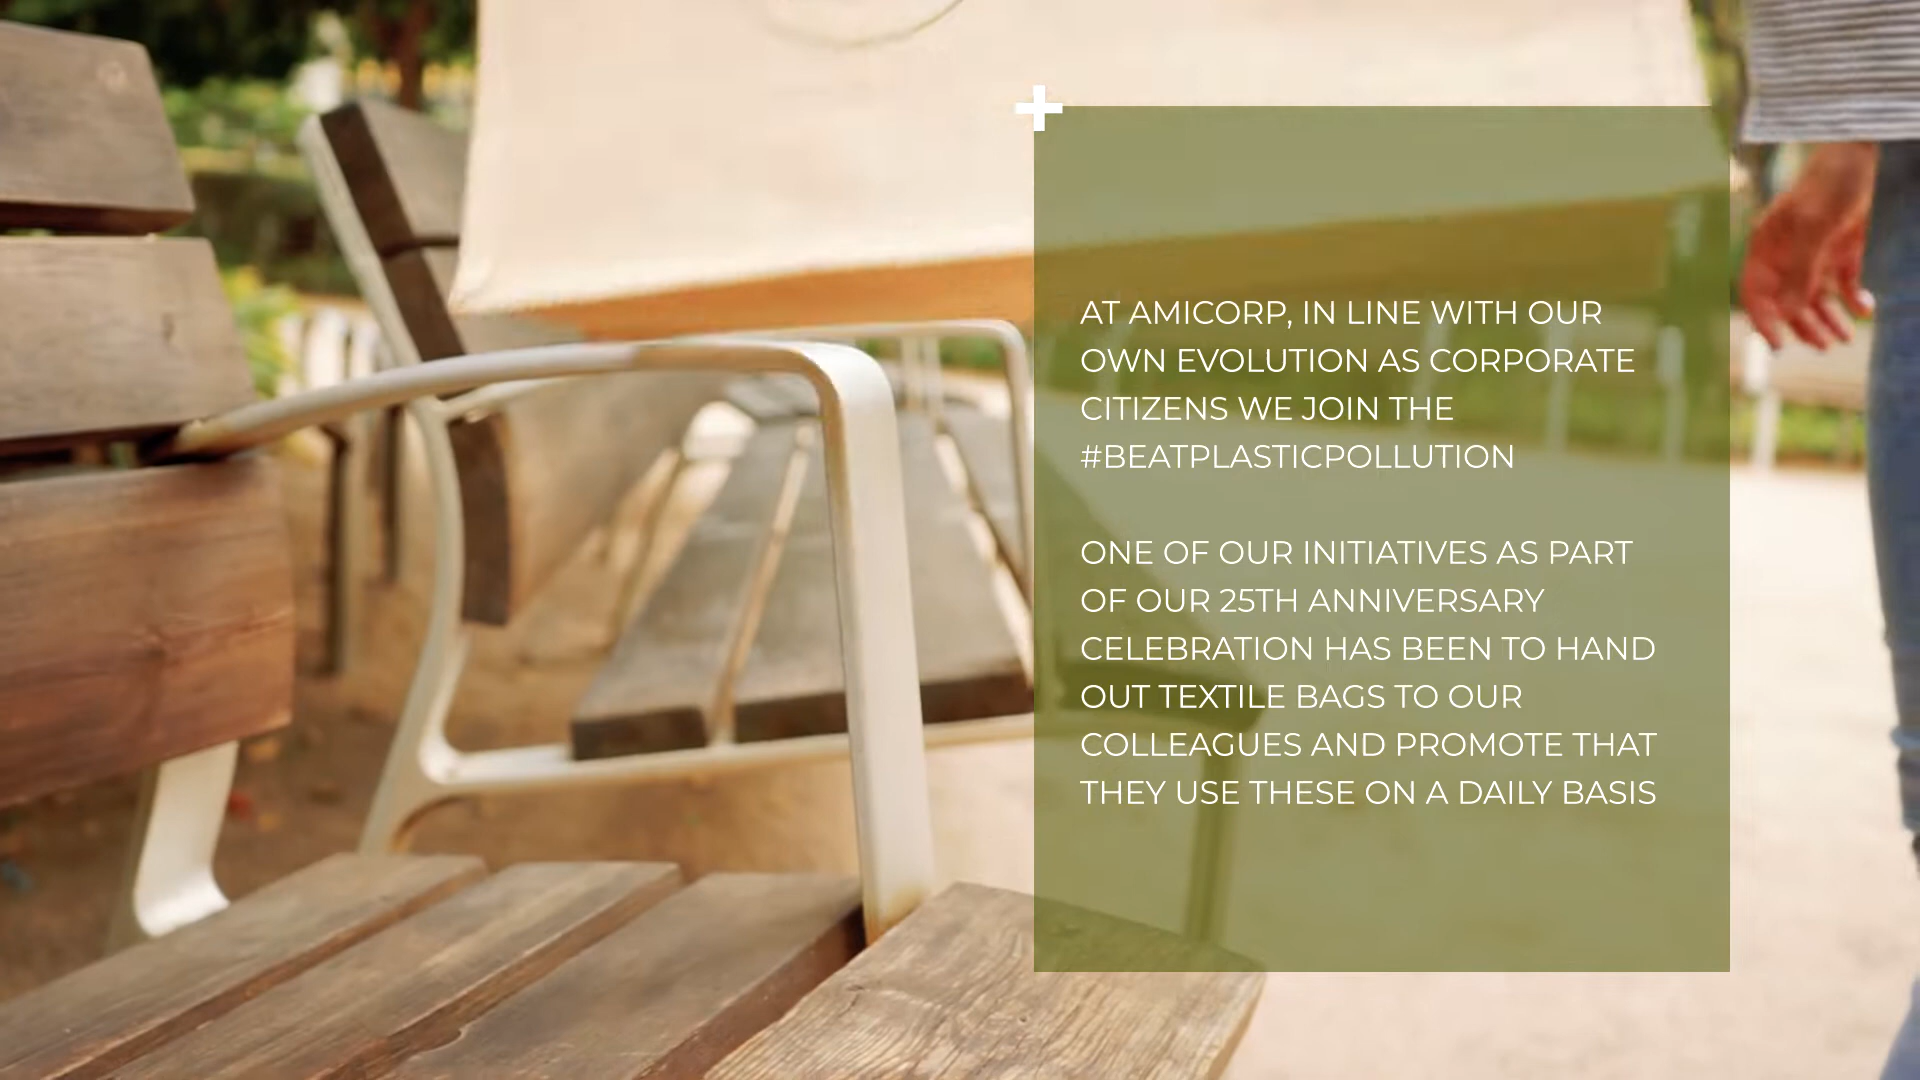 AT AMICORP, IN LINE WITH OUR
OWN EVOLUTION AS CORPORATE
CITIZENS WE JOIN THE
#BEATPLASTICPOLLUTION
ONE OF OUR INITIATIVES AS PART
OF OUR 25TH ANNIVERSARY
CELEBRATION HAS BEEN TO HAND
OUT TEXTILE BAGS TO OUR
COLLEAGUES AND PROMOTE THAT
THEY USE THESE ON A DAILY BASIS